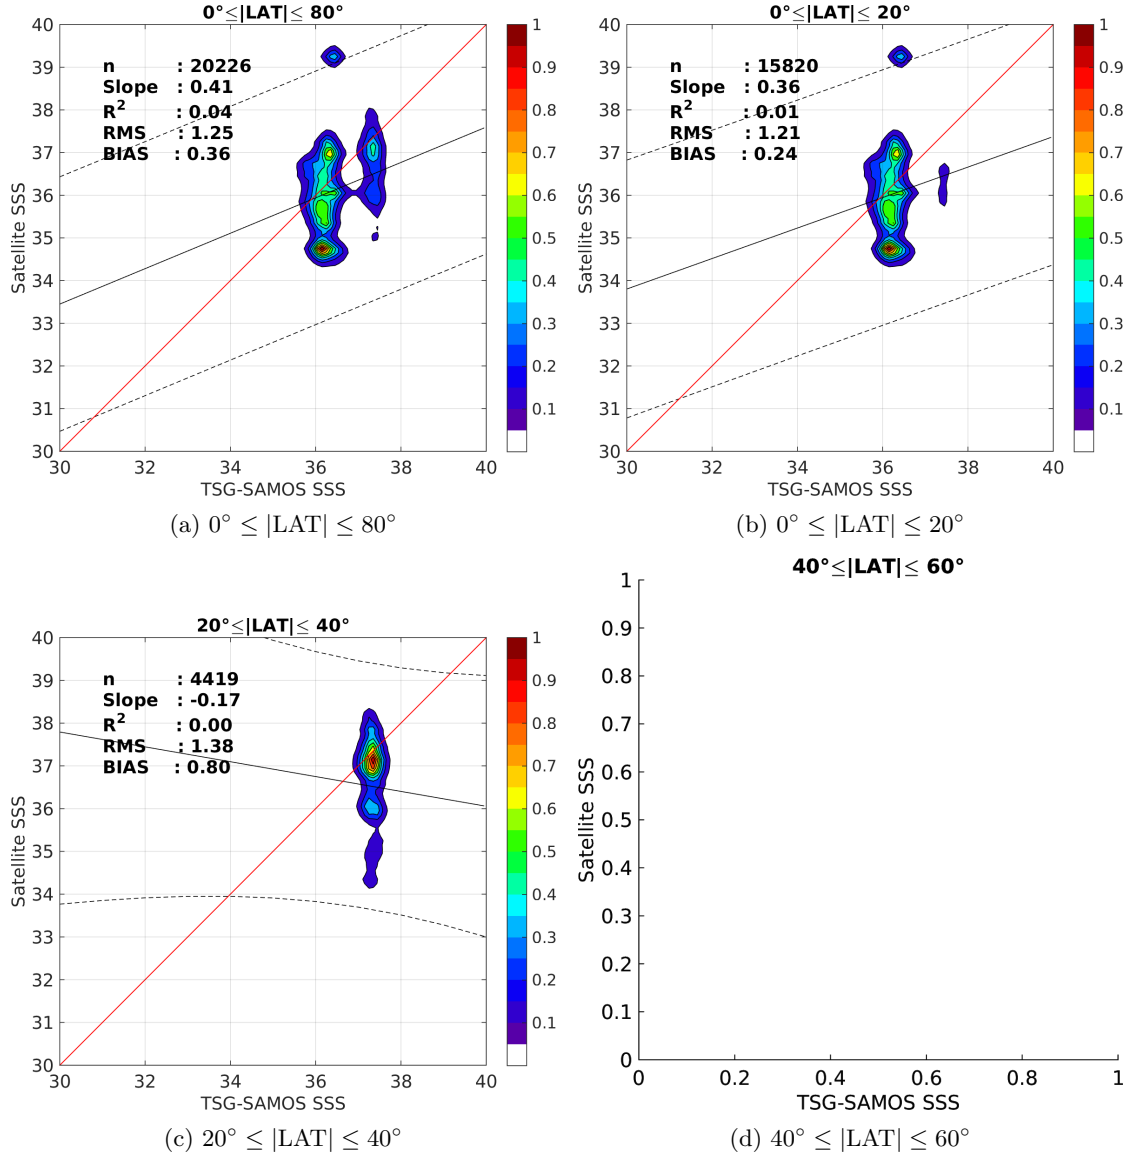 0°≤|LAT|≤ 80°
n : 20226
Slope : 0.41
R² : 0.04
RMS : 1.25
BIAS : 0.36
40
39
38
37
36
35
34
33
32
31
30
Satellite SSS
30 32 34 36 38 40
TSG-SAMOS SSS
1
0.9
0.8
0.7
0.6
0.5
0.4
0.3
0.2
0.1
(a) 0° ≤ |LAT| ≤ 80°
0°≤|LAT|≤ 20°
n : 15820
Slope : 0.36
R² : 0.01
RMS : 1.21
BIAS : 0.24
40
39
38
37
36
35
34
33
32
31
30
Satellite SSS
30 32 34 36 38 40
TSG-SAMOS SSS
1
0.9
0.8
0.7
0.6
0.5
0.4
0.3
0.2
0.1
(b) 0° ≤ |LAT| ≤ 20°
20°≤|LAT|≤ 40°
n : 4419
Slope : -0.17
R² : 0.00
RMS : 1.38
BIAS : 0.80
40
39
38
37
36
35
34
33
32
31
30
Satellite SSS
30 32 34 36 38 40
TSG-SAMOS SSS
1
0.9
0.8
0.7
0.6
0.5
0.4
0.3
0.2
0.1
(c) 20° ≤ |LAT| ≤ 40°
40°≤|LAT|≤ 60°
1
0.9
0.8
0.7
0.6
0.5
0.4
0.3
0.2
0.1
0
Satellite SSS
0 0.2 0.4 0.6 0.8 1
TSG-SAMOS SSS
(d) 40° ≤ |LAT| ≤ 60°